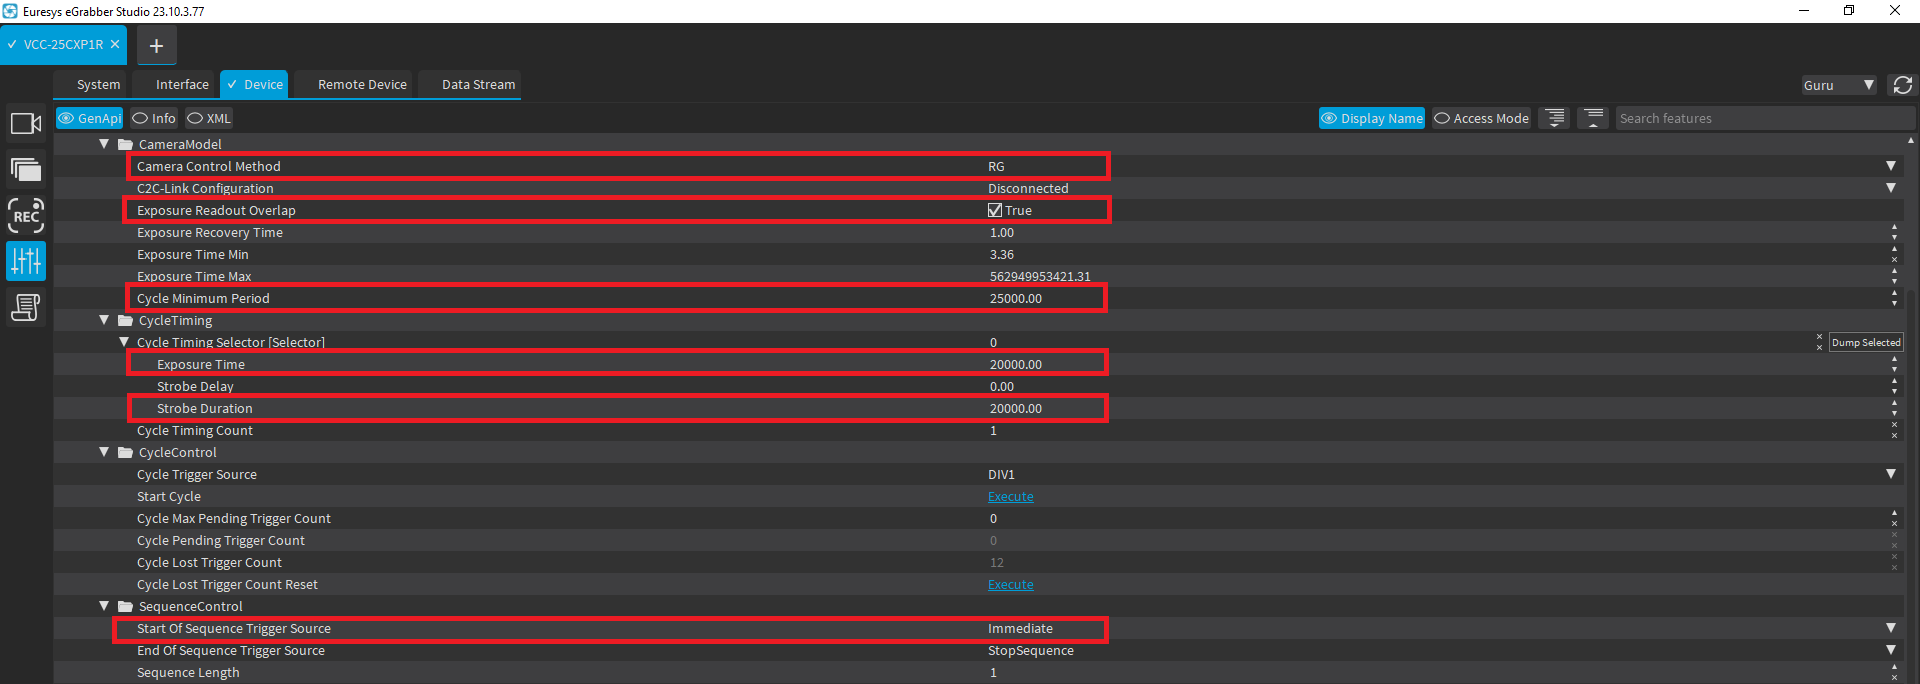 Euresys eGrabber Studio 23.10.3.77
✓ VCC-25CXP1R ✕ +
System Interface ✓ Device Remote Device Data Stream Guru
GenApi Info XML Display Name Access Mode Search features
REC
CameraModel
Camera Control Method RG
C2C-Link Configuration Disconnected
Exposure Readout Overlap True
Exposure Recovery Time 1.00
Exposure Time Min 3.36
Exposure Time Max 562949953421.31
Cycle Minimum Period 25000.00
CycleTiming
Cycle Timing Selector [Selector] 0 Dump Selected
Exposure Time 20000.00
Strobe Delay 0.00
Strobe Duration 20000.00
Cycle Timing Count 1
CycleControl
Cycle Trigger Source DIV1
Start Cycle Execute
Cycle Max Pending Trigger Count 0
Cycle Pending Trigger Count 0
Cycle Lost Trigger Count 12
Cycle Lost Trigger Count Reset Execute
SequenceControl
Start Of Sequence Trigger Source Immediate
End Of Sequence Trigger Source StopSequence
Sequence Length 1